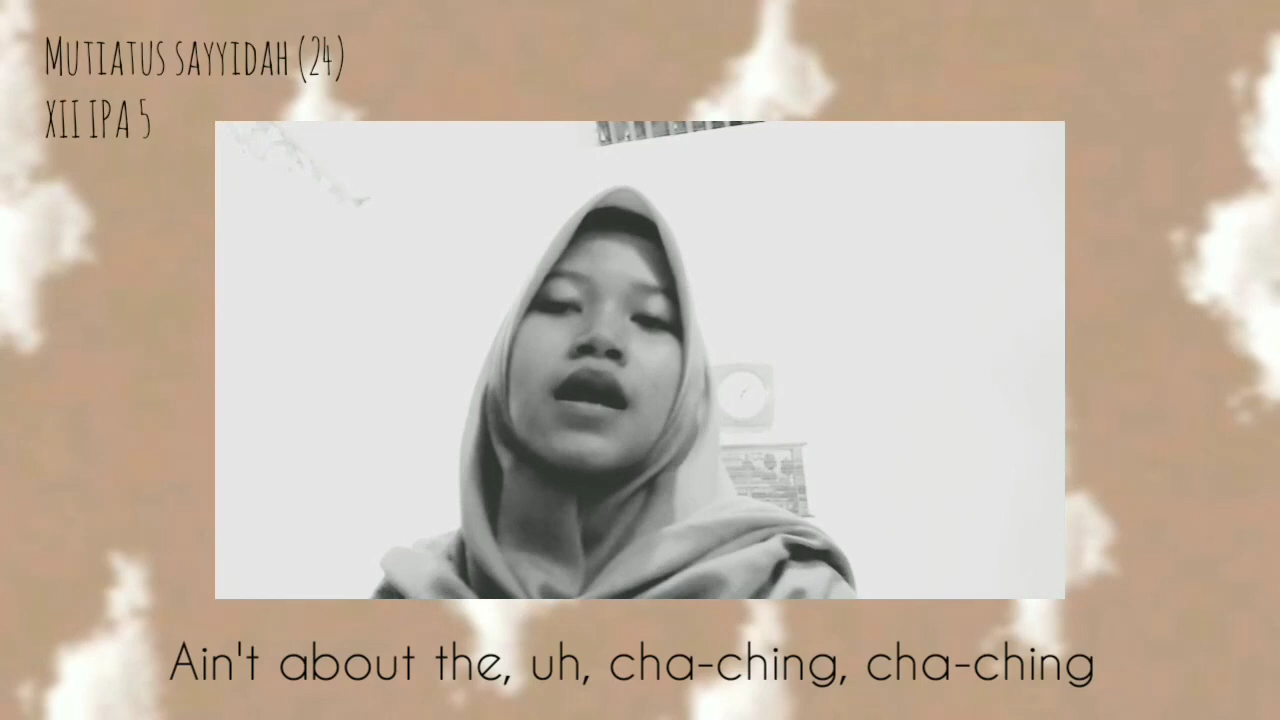 MUTIATUS SAYYIDAH (24)
XII IPA 5
Ain't about the, uh, cha-ching, cha-ching